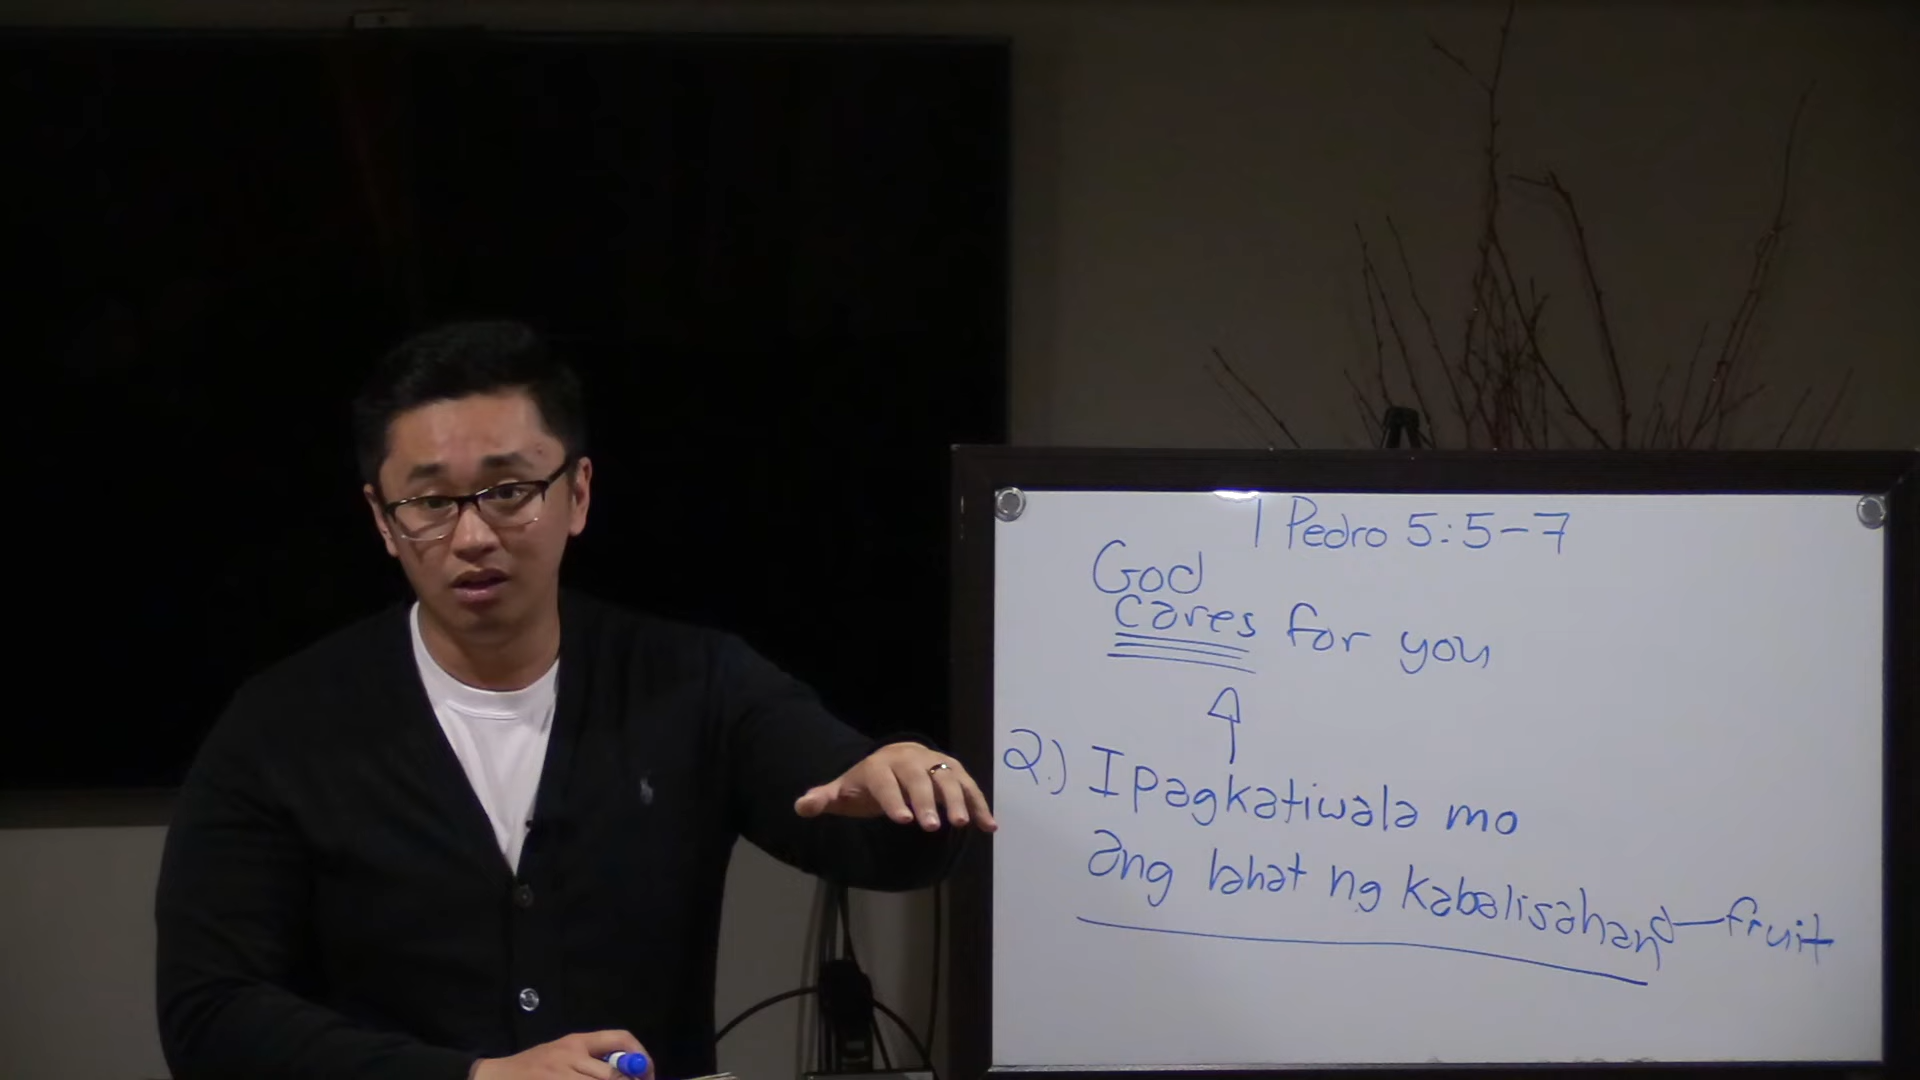 1 Pedro 5:5-7
God
cares for you
2.) Ipagkatiwala mo
ang lahat ng kabalisahan — fruit